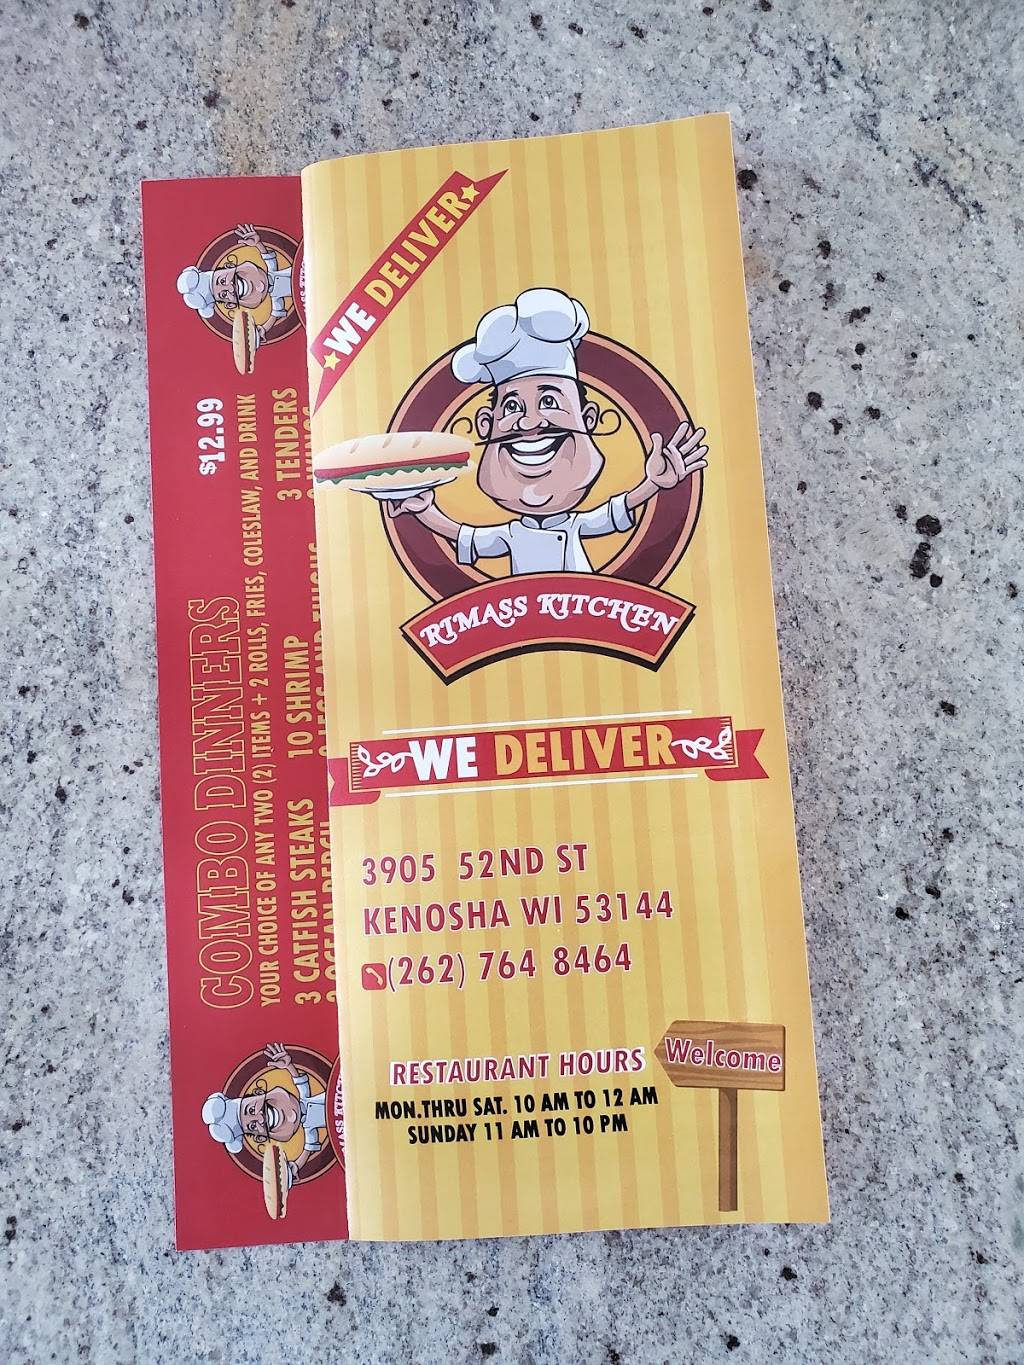 WE DELIVER
RIMASS KITCHEN
WE DELIVER
3905 52ND ST
KENOSHA WI 53144
(262) 764 8464
RESTAURANT HOURS
MON.THRU SAT. 10 AM TO 12 AM
SUNDAY 11 AM TO 10 PM
Welcome
COMBO DINNERS $12.99
YOUR CHOICE OF ANY TWO (2) ITEMS + 2 ROLLS, FRIES, COLESLAW, AND DRINK
3 CATFISH STEAKS 10 SHRIMP 3 TENDERS